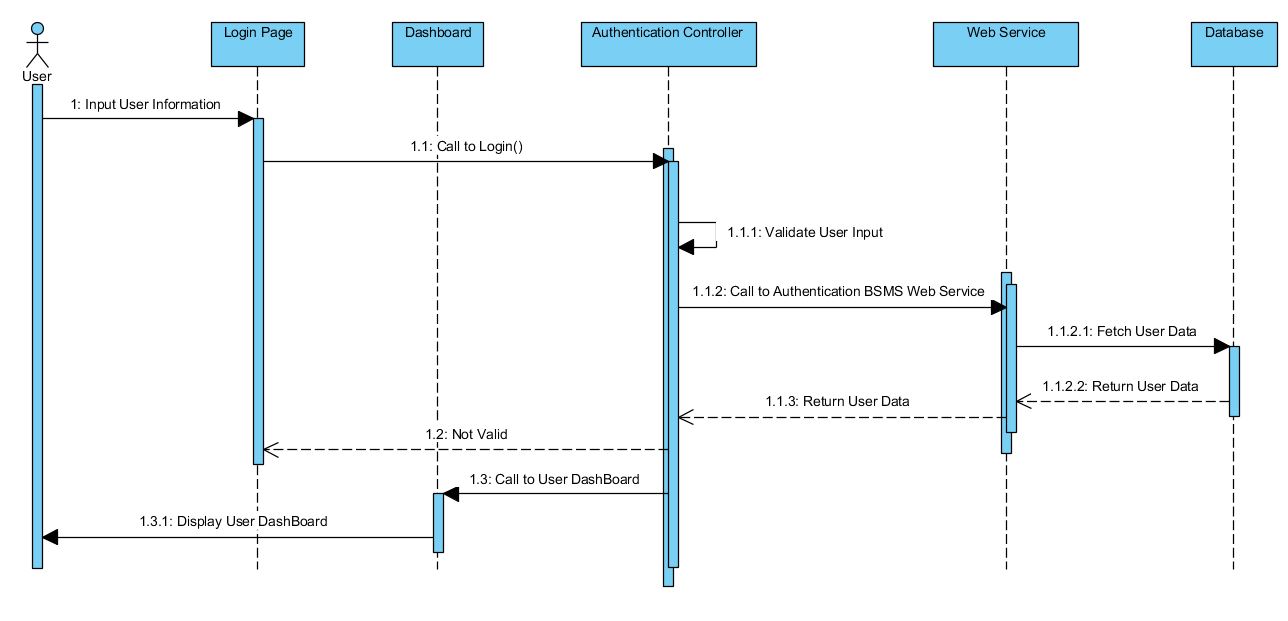 Login Page
Dashboard
Authentication Controller
Web Service
Database
User
1: Input User Information
1.1: Call to Login()
1.1.1: Validate User Input
1.1.2: Call to Authentication BSMS Web Service
1.1.2.1: Fetch User Data
1.1.2.2: Return User Data
1.1.3: Return User Data
1.2: Not Valid
1.3: Call to User DashBoard
1.3.1: Display User DashBoard